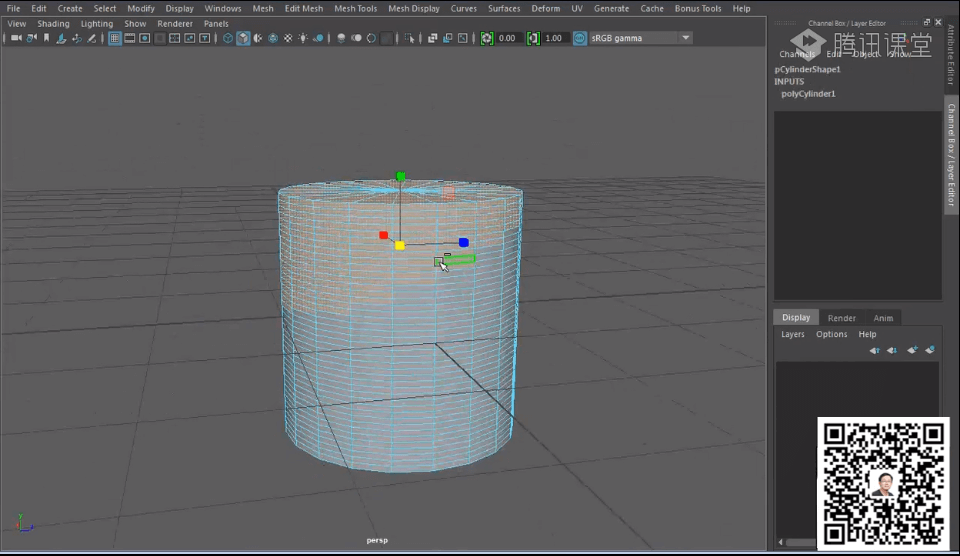 File Edit Create Select Modify Display Windows Mesh Edit Mesh Mesh Tools Mesh Display Curves Surfaces Deform UV Generate Cache Bonus Tools Help
View Shading Lighting Show Renderer Panels
0.00 1.00 sRGB gamma
Channel Box / Layer Editor
腾讯课堂
Channels Edit Object Show
pCylinderShape1
INPUTS
polyCylinder1
Attribute Editor
Channel Box / Layer Editor
Display Render Anim
Layers Options Help
persp
Y